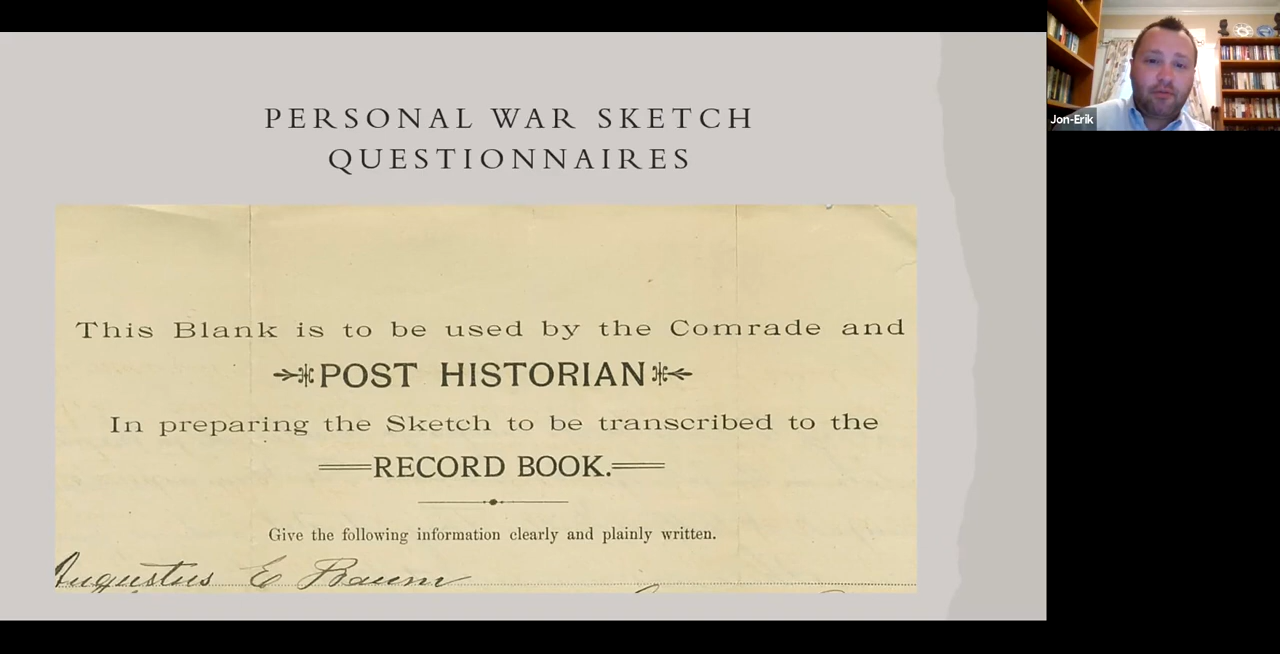 PERSONAL WAR SKETCH
QUESTIONNAIRES
This Blank is to be used by the Comrade and
POST HISTORIAN
In preparing the Sketch to be transcribed to the
RECORD BOOK.
Give the following information clearly and plainly written.
Augustus E Baum
Jon-Erik